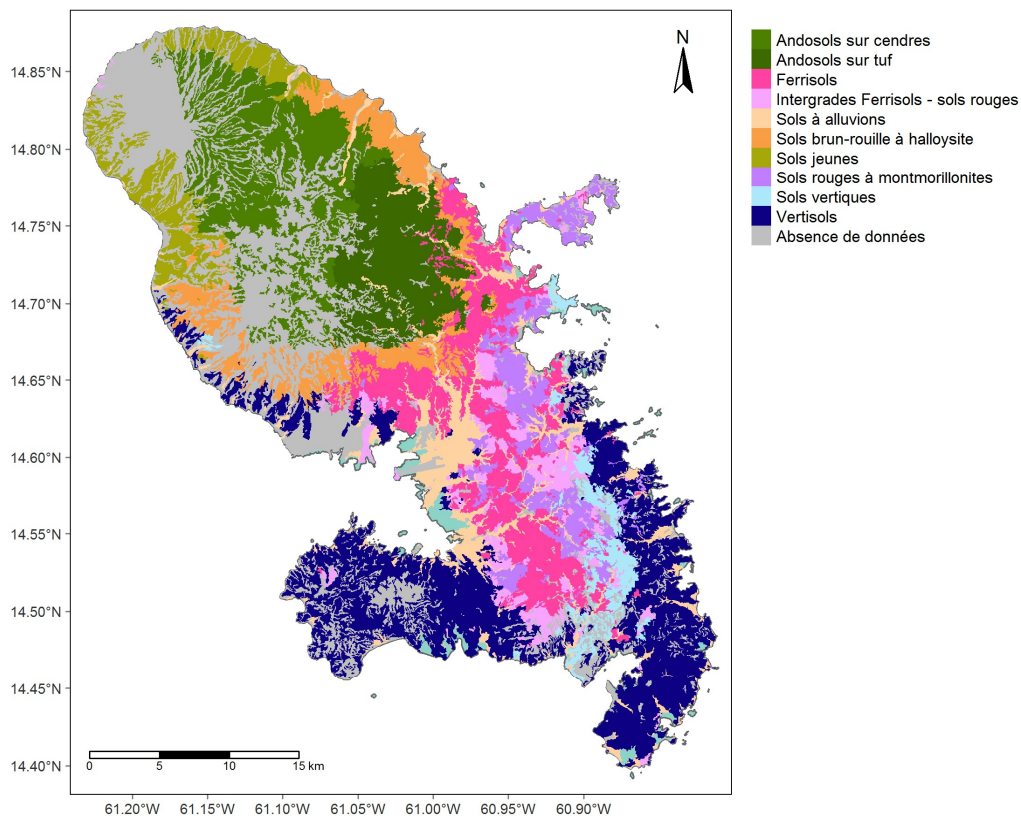 N
Andosols sur cendres
Andosols sur tuf
Ferrisols
Intergrades Ferrisols - sols rouges
Sols à alluvions
Sols brun-rouille à halloysite
Sols jeunes
Sols rouges à montmorillonites
Sols vertiques
Vertisols
Absence de données
14.85°N
14.80°N
14.75°N
14.70°N
14.65°N
14.60°N
14.55°N
14.50°N
14.45°N
14.40°N
0 5 10 15 km
61.20°W 61.15°W 61.10°W 61.05°W 61.00°W 60.95°W 60.90°W